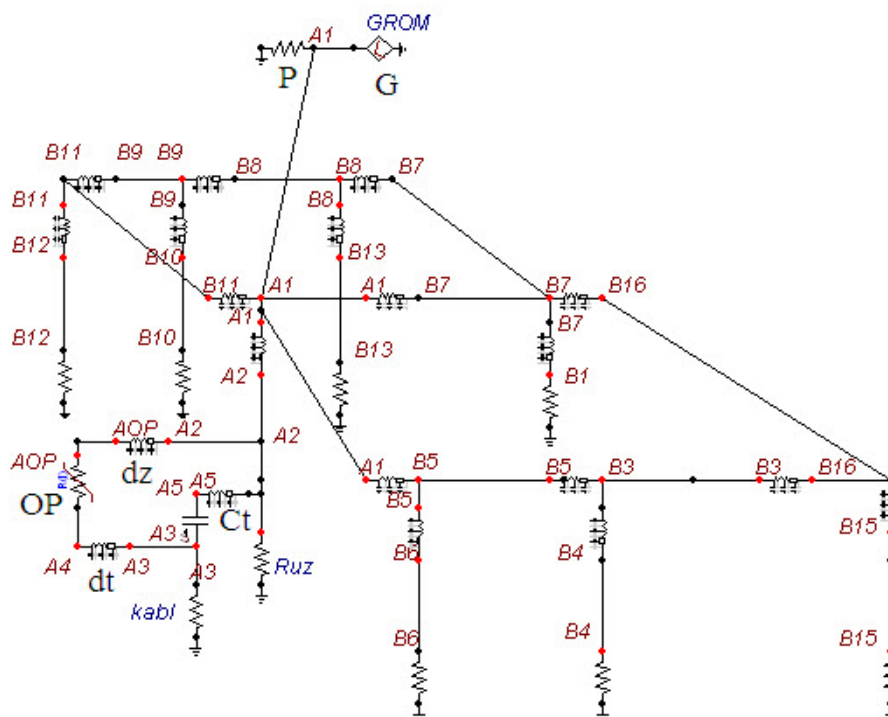 GROM
A1
P G
B11 B9 B9 B8 B8 B7
B11 B9 B8
B12 B10 B13
B11 A1 A1 B7 B7 B16
A1 B7
B12 B10 B13
A2 B1
AOP A2 A2
AOP dz A1 B5 B5 B3 B3 B16
R(i)
OP A5 A5 Ct B5 B15
A3 B6 B4
A4 dt A3 A3 Ruz
kabl
B6 B4 B15